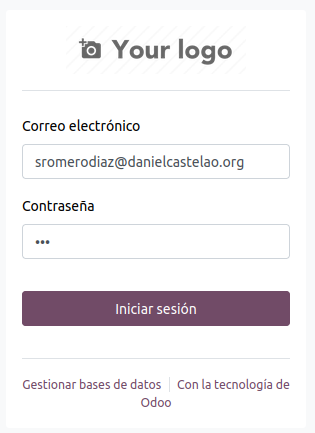 Your logo
Correo electrónico
sromerodiaz@danielcastelao.org
Contraseña
•••
Iniciar sesión
Gestionar bases de datos | Con la tecnología de
Odoo